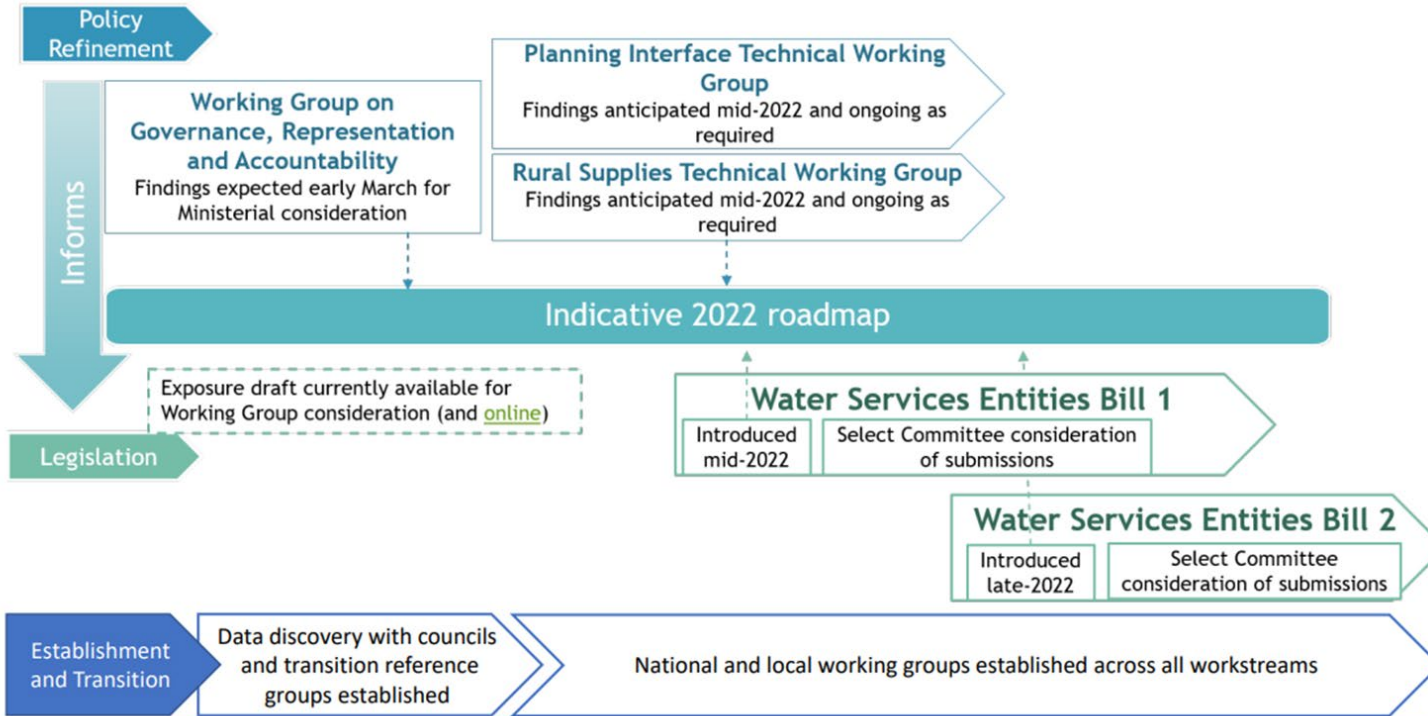 Policy
Refinement
Working Group on
Governance, Representation
and Accountability
Findings expected early March for
Ministerial consideration
Planning Interface Technical Working
Group
Findings anticipated mid-2022 and ongoing as
required
Rural Supplies Technical Working Group
Findings anticipated mid-2022 and ongoing as
required
Informs
Indicative 2022 roadmap
Exposure draft currently available for
Working Group consideration (and online)
Legislation
Water Services Entities Bill 1
Introduced
mid-2022
Select Committee consideration
of submissions
Water Services Entities Bill 2
Introduced
late-2022
Select Committee
consideration of submissions
Establishment
and Transition
Data discovery with councils
and transition reference
groups established
National and local working groups established across all workstreams